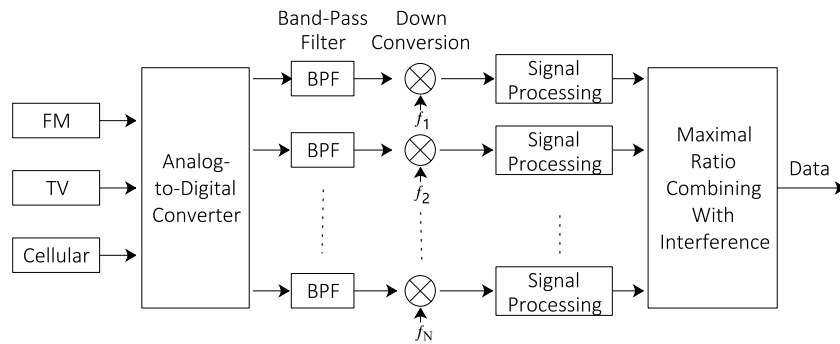 Band-Pass
Filter
Down
Conversion
FM
TV
Cellular
Analog-
to-Digital
Converter
BPF
f1
Signal
Processing
BPF
f2
Signal
Processing
BPF
fN
Signal
Processing
Maximal
Ratio
Combining
With
Interference
Data